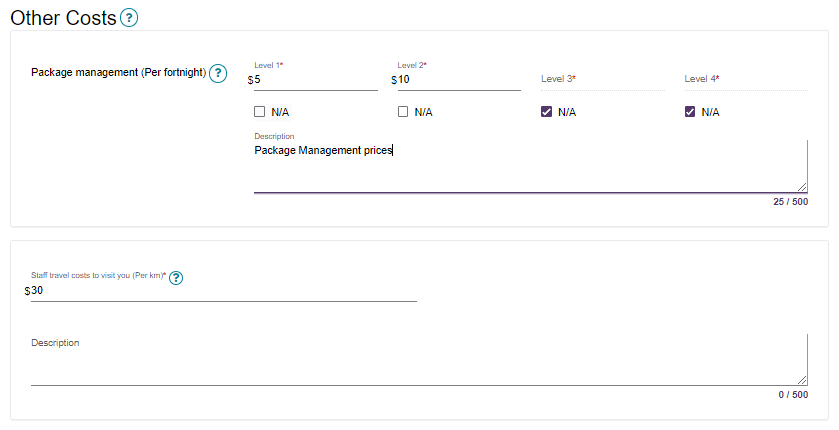 Other Costs ?
Package management (Per fortnight) ?
Level 1* Level 2* Level 3* Level 4*
$5 $10
N/A N/A N/A N/A
Description
Package Management prices
25 / 500
Staff travel costs to visit you (Per km)* ?
$30
Description
0 / 500